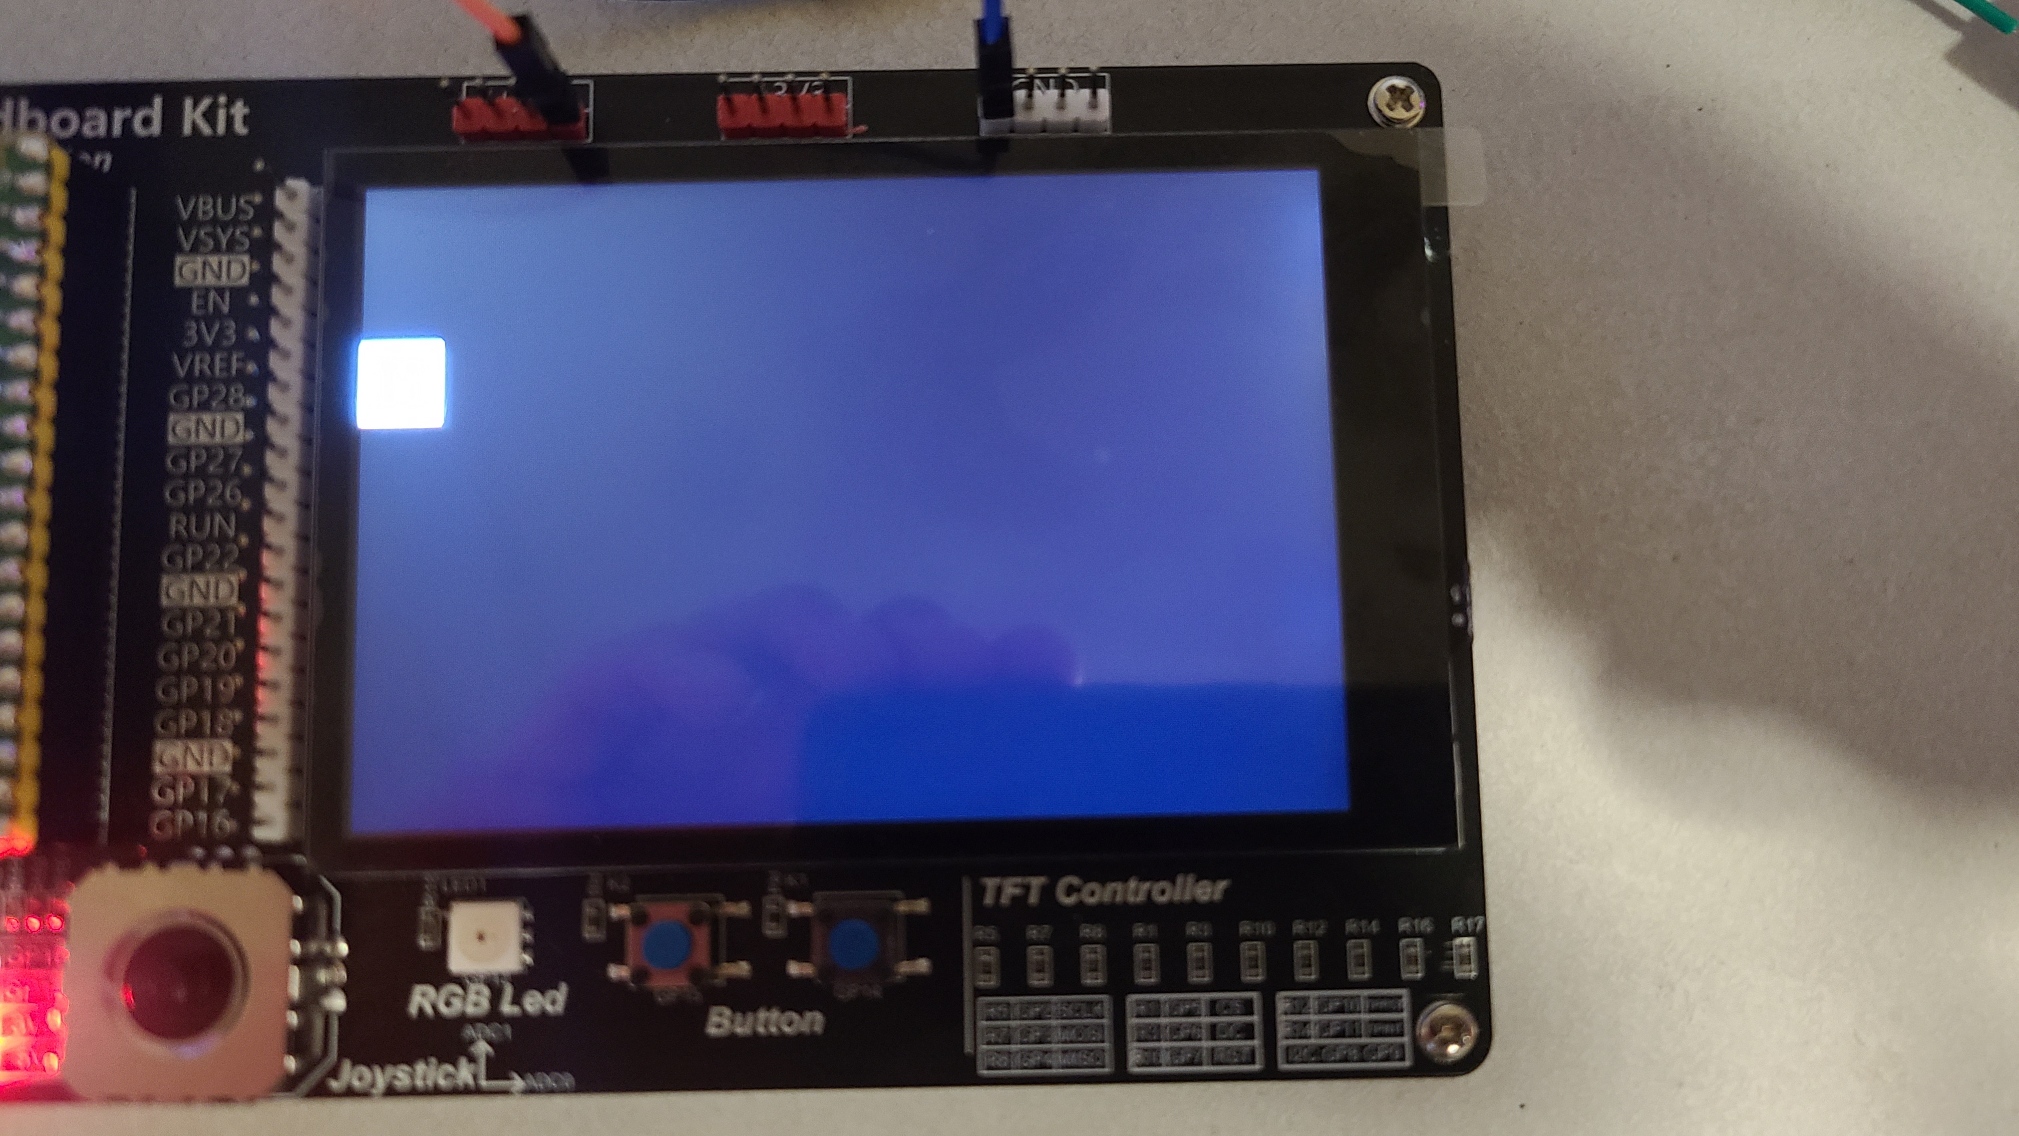 dboard Kit
3V3
GND
VBUS
VSYS
GND
EN
3V3
VREF
GP28
GND
GP27
GP26
RUN
GP22
GND
GP21
GP20
GP19
GP18
GND
GP17
GP16
TFT Controller
R5 R7 R8 R1 R3 R10 R12 R14 R16 R17
RGB Led
Button
ADC1
Joystick
ADC0